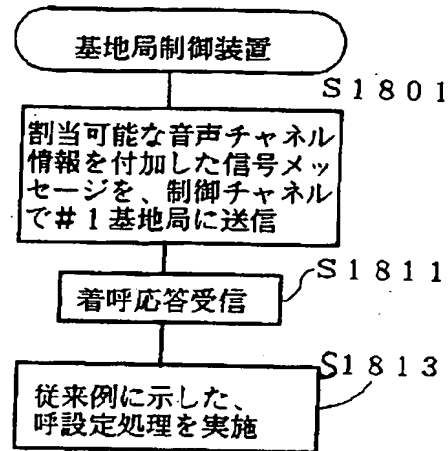 基地局制御装置
S1801
割当可能な音声チャネル
情報を付加した信号メッ
セージを、制御チャネル
で#1基地局に送信
S1811
着呼応答受信
S1813
従来例に示した、
呼設定処理を実施